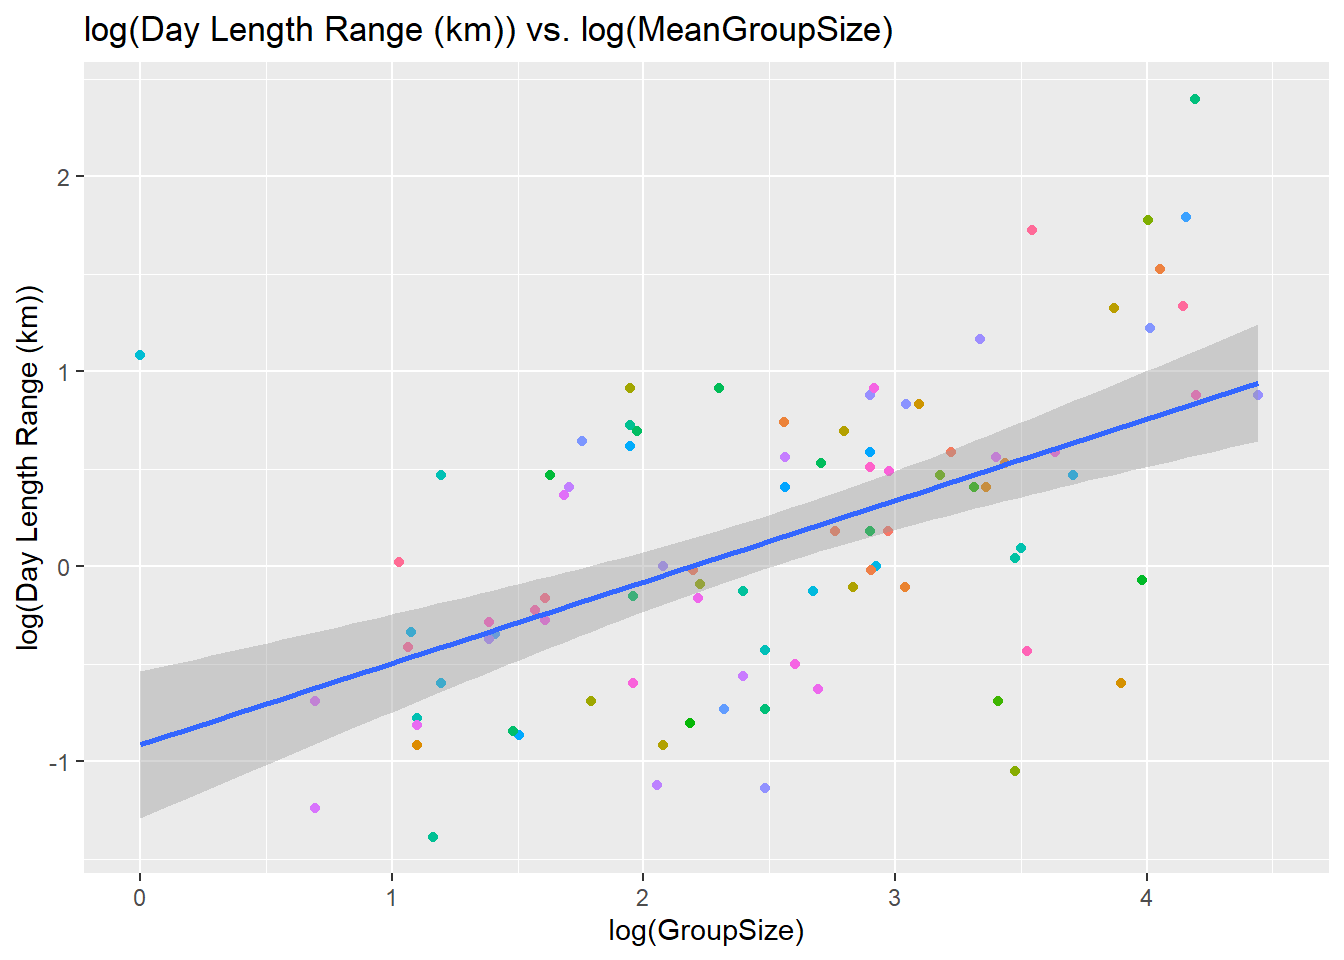 log(Day Length Range (km)) vs. log(MeanGroupSize)
2
1
0
-1
log(Day Length Range (km))
0 1 2 3 4
log(GroupSize)